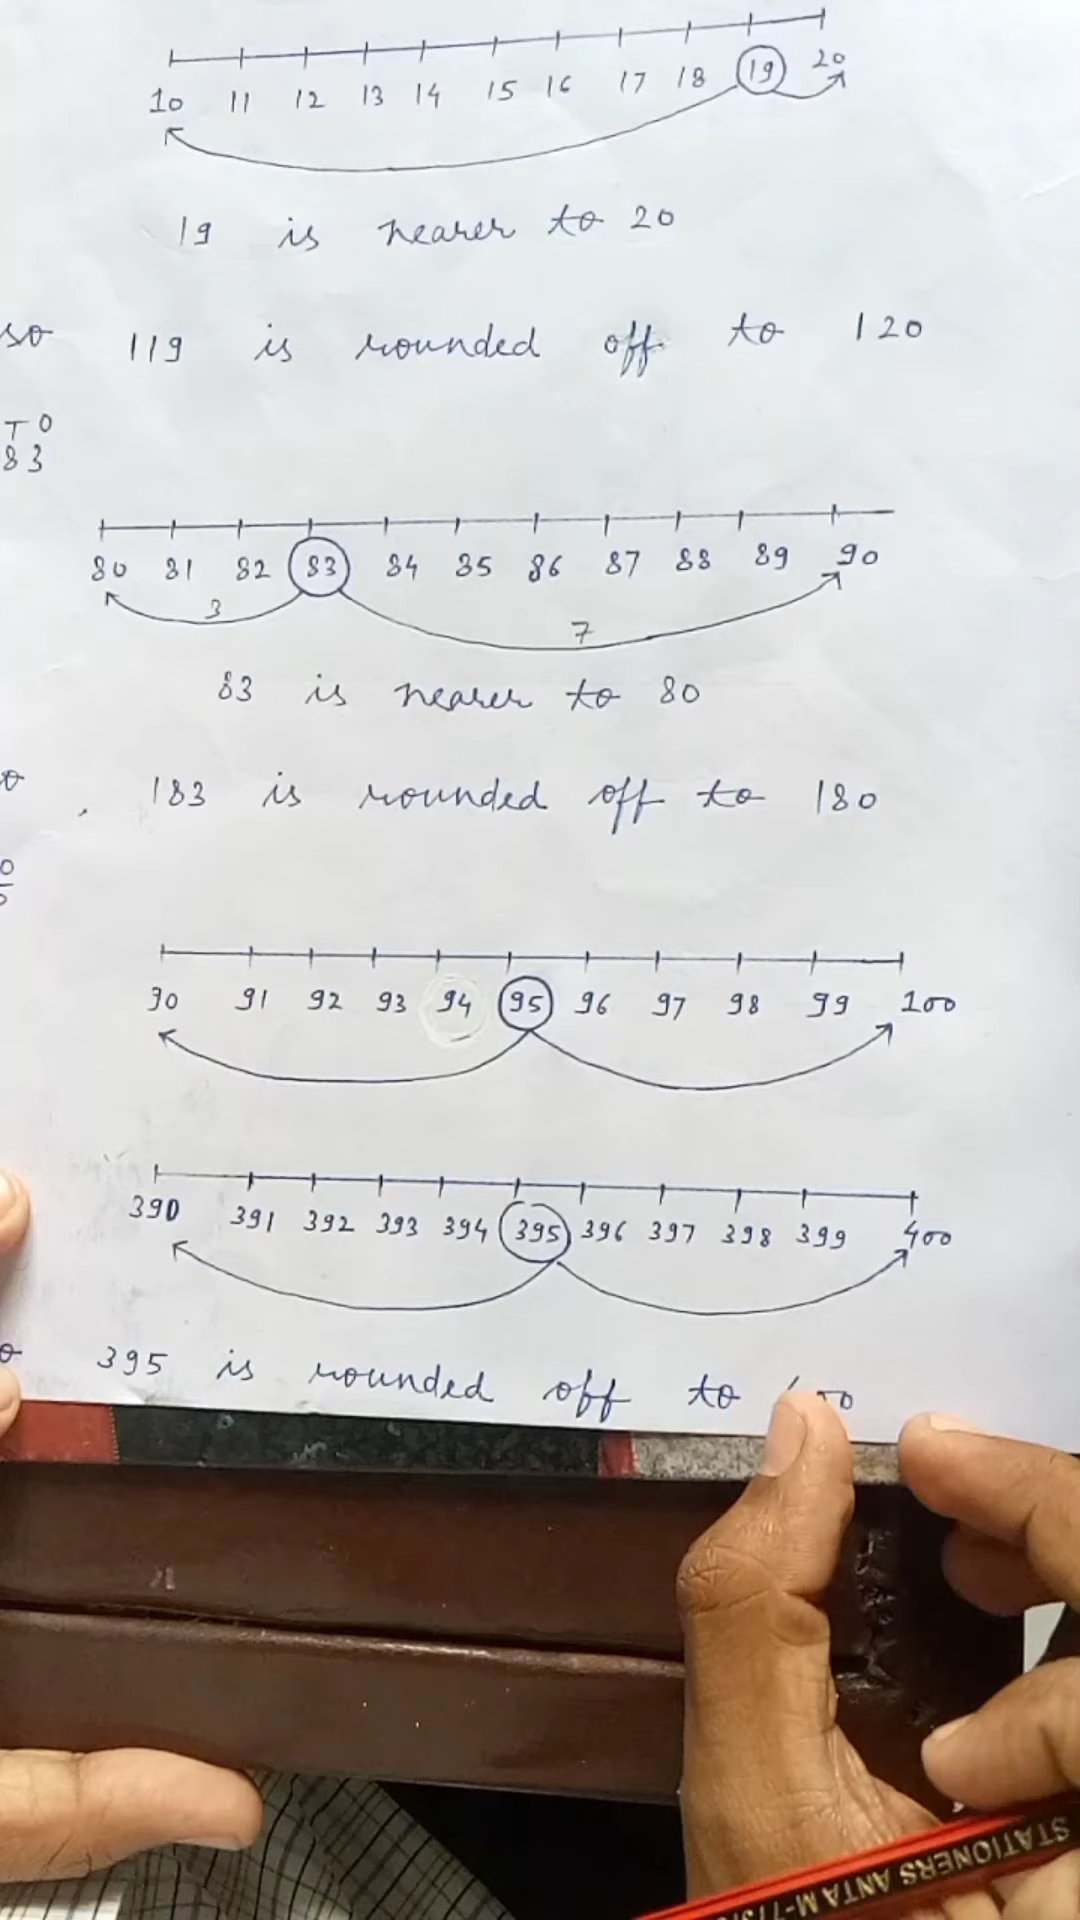 10 11 12 13 14 15 16 17 18 19 20
19 is nearer to 20
so 119 is rounded off to 120
T O
83
80 81 82 83 84 85 86 87 88 89 90
3 7
83 is nearer to 80
183 is rounded off to 180
90 91 92 93 94 95 96 97 98 99 100
390 391 392 393 394 395 396 397 398 399 400
395 is rounded off to
STATIONERS ANTA M-